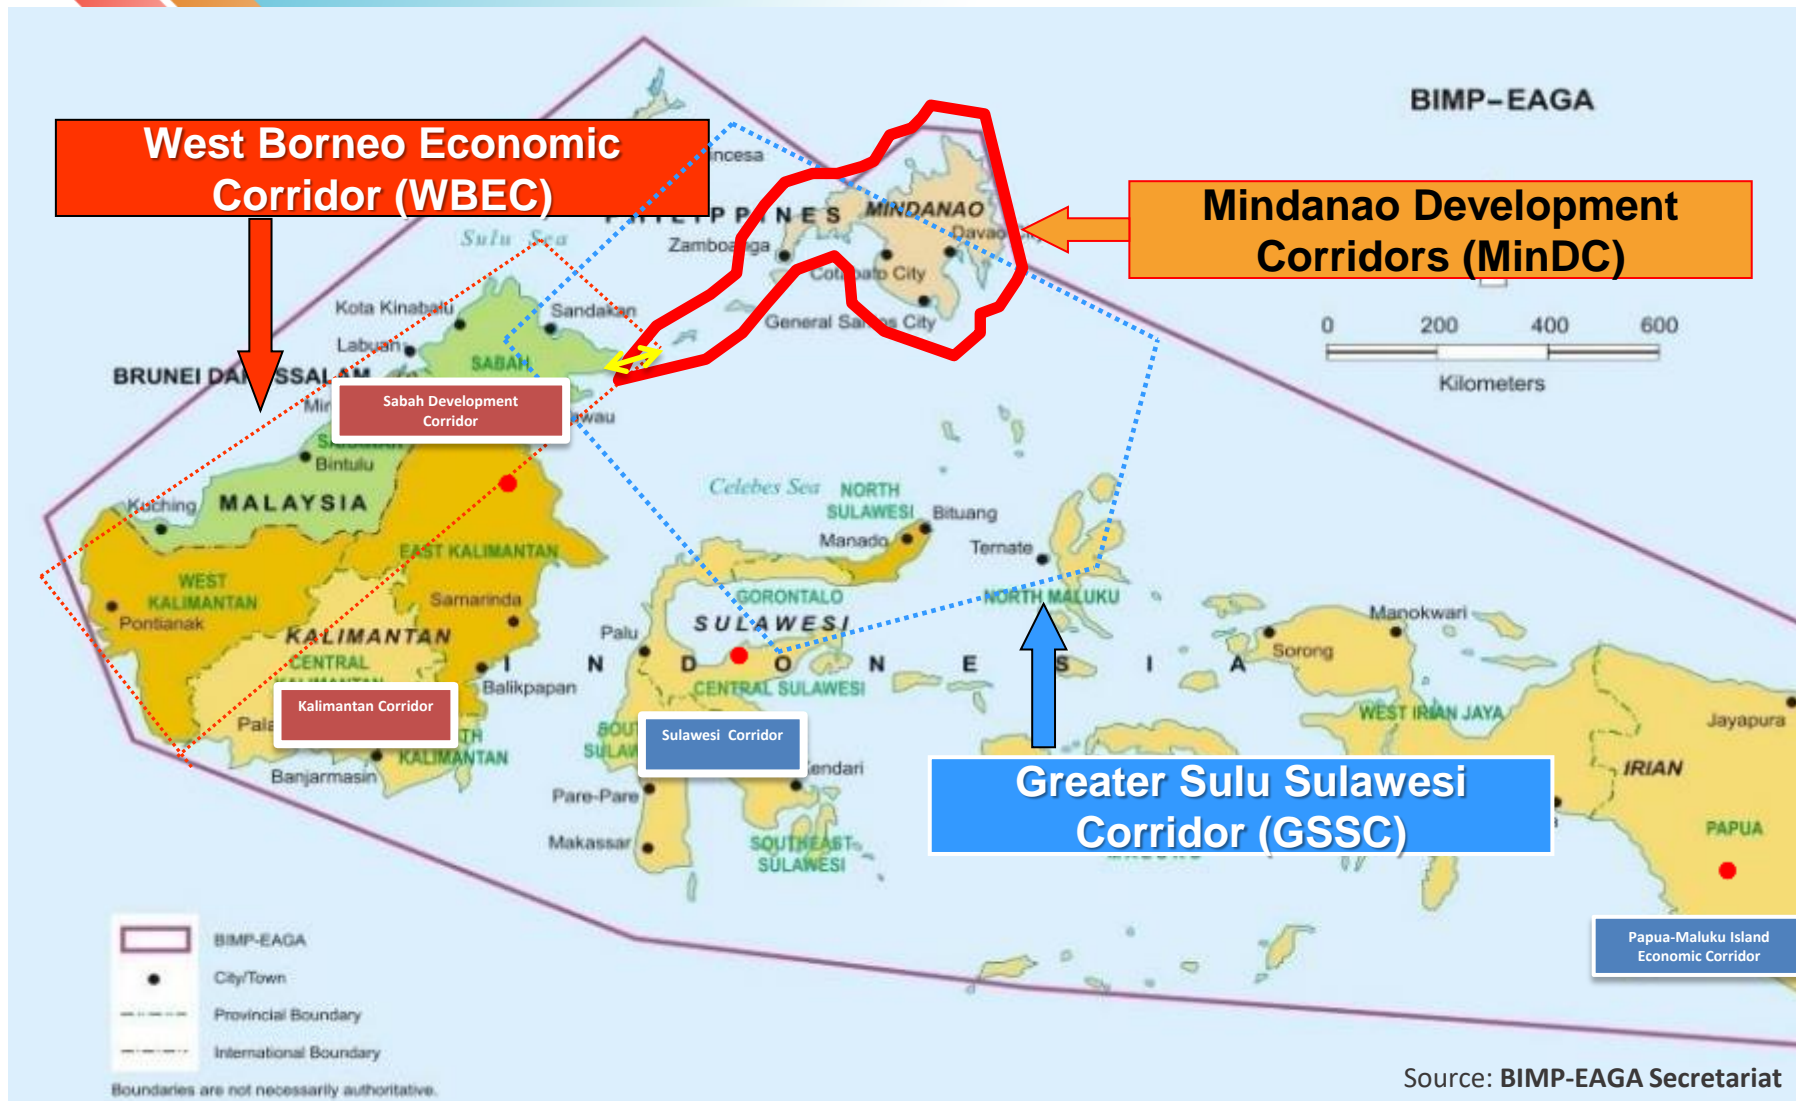 BIMP-EAGA
West Borneo Economic
Corridor (WBEC)
Mindanao Development
Corridors (MinDC)
PHILIPPINES
MINDANAO
Sulu Sea
Zamboanga
Cotabato City
General Santos City
Kota Kinabalu
Sandakan
Labuan
SABAH
BRUNEI DARUSSALAM
Sabah Development
Corridor
0 200 400 600
Kilometers
Bintulu
Kuching
MALAYSIA
Celebes Sea
NORTH
SULAWESI
Bituang
Manado
Ternate
EAST KALIMANTAN
WEST
KALIMANTAN
Pontianak
Samarinda
GORONTALO
NORTH MALUKU
Manokwari
KALIMANTAN
Palu
SULAWESI
Sorong
CENTRAL
INDONESIA
Balikpapan
CENTRAL SULAWESI
Kalimantan Corridor
WEST IRIAN JAYA
Jayapura
Sulawesi Corridor
KALIMANTAN
Banjarmasin
IRIAN
Greater Sulu Sulawesi
Corridor (GSSC)
Pare-Pare
Makassar
SOUTHEAST
SULAWESI
PAPUA
Papua-Maluku Island
Economic Corridor
BIMP-EAGA
City/Town
Provincial Boundary
International Boundary
Boundaries are not necessarily authoritative.
Source: BIMP-EAGA Secretariat